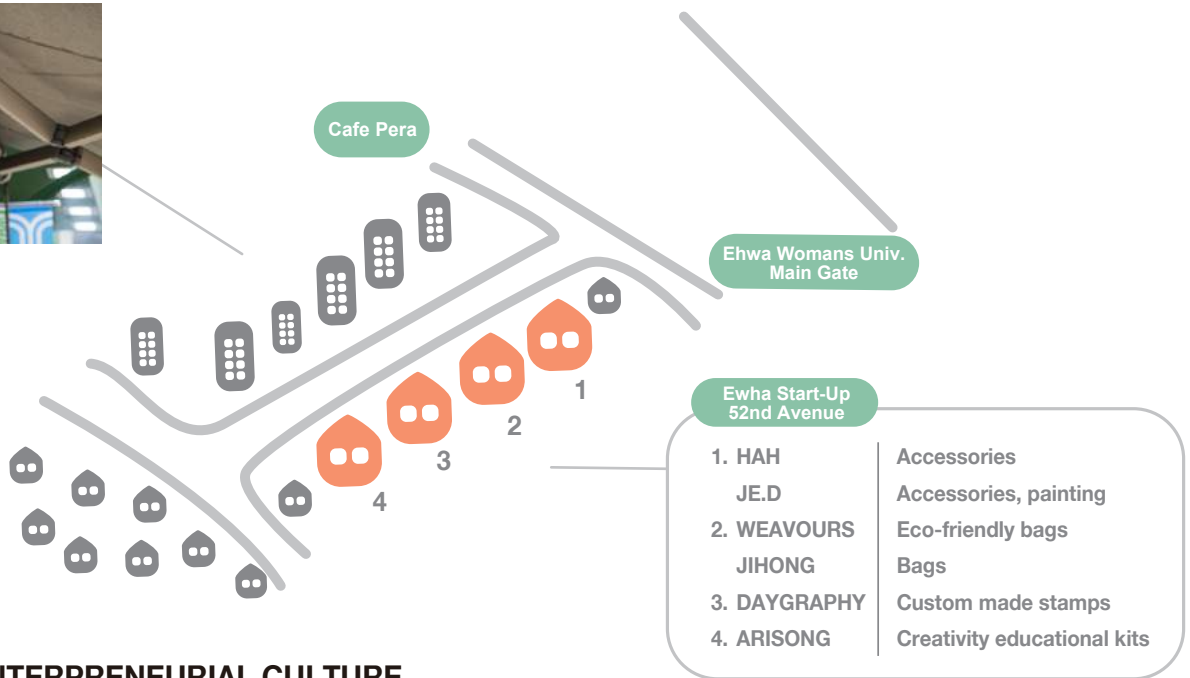 Cafe Pera
Ehwa Womans Univ.
Main Gate
1
2
3
4
Ewha Start-Up
52nd Avenue
1. HAH Accessories
JE.D Accessories, painting
2. WEAVOURS Eco-friendly bags
JIHONG Bags
3. DAYGRAPHY Custom made stamps
4. ARISONG Creativity educational kits
NTERPRENEURIAL CULTURE